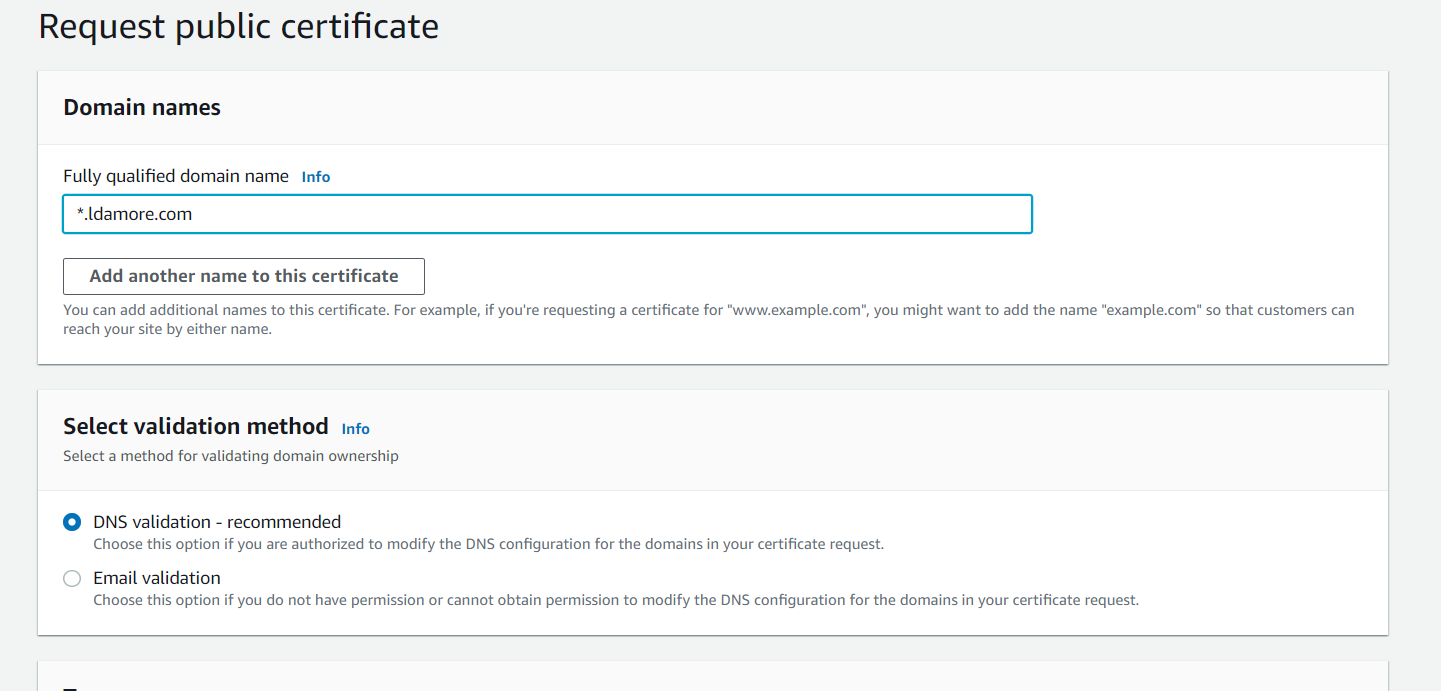 Request public certificate
Domain names
Fully qualified domain name Info
*.ldamore.com
Add another name to this certificate
You can add additional names to this certificate. For example, if you're requesting a certificate for "www.example.com", you might want to add the name "example.com" so that customers can
reach your site by either name.
Select validation method Info
Select a method for validating domain ownership
DNS validation - recommended
Choose this option if you are authorized to modify the DNS configuration for the domains in your certificate request.
Email validation
Choose this option if you do not have permission or cannot obtain permission to modify the DNS configuration for the domains in your certificate request.